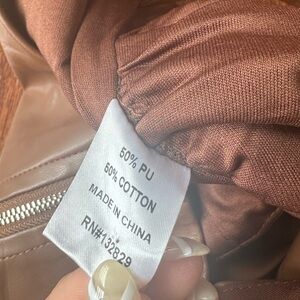 50% PU
50% COTTON
MADE IN CHINA
RN#132829